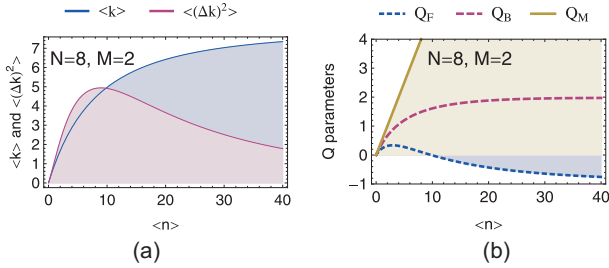 <k> <(Δk)²>
N=8, M=2
<k> and <(Δk)²>
7
6
5
4
3
2
1
0
0 10 20 30 40
<n>
(a)
Q_F Q_B Q_M
N=8, M=2
Q parameters
4
3
2
1
0
−1
0 10 20 30 40
<n>
(b)